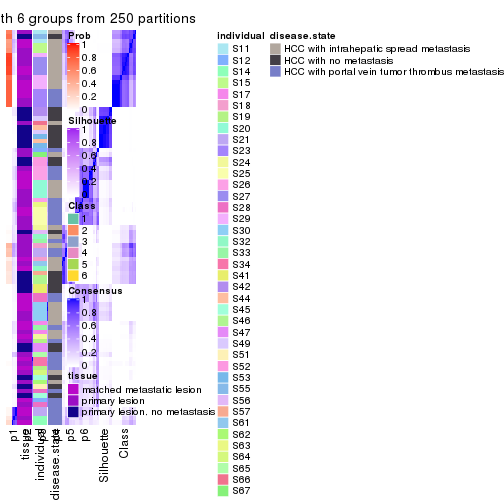 th 6 groups from 250 partitions
Prob
1
0.8
0.6
0.4
0.2
0
Silhouette
1
0.8
0.6
0.4
0.2
0
Class
1
2
3
4
5
6
Consensus
1
0.8
0.6
0.4
0.2
0
tissue
matched metastatic lesion
primary lesion
primary lesion. no metastasis
individual
S11
S12
S14
S15
S17
S18
S19
S20
S21
S23
S24
S25
S26
S27
S28
S29
S30
S32
S33
S34
S41
S42
S44
S45
S46
S47
S49
S51
S52
S53
S55
S56
S57
S61
S62
S63
S64
S65
S66
S67
disease.state
HCC with intrahepatic spread metastasis
HCC with no metastasis
HCC with portal vein tumor thrombus metastasis
p1
tissue
individual
disease.state
p5
p6
Silhouette
Class